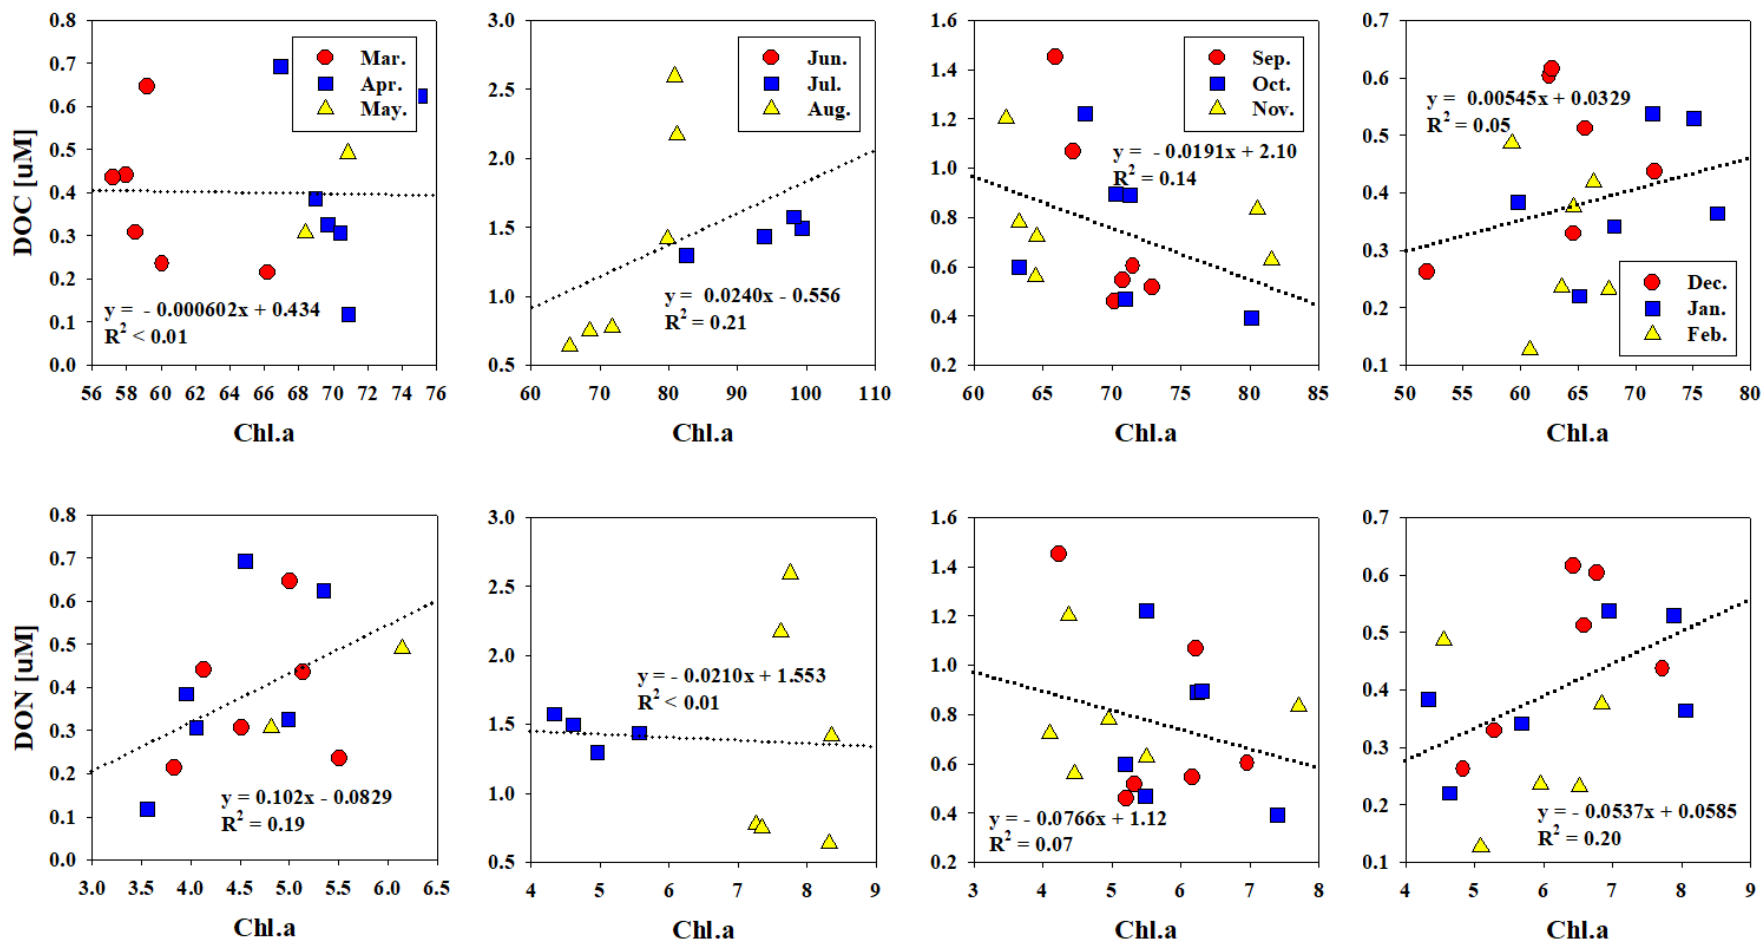 DOC [uM]
0.8
0.7
0.6
0.5
0.4
0.3
0.2
0.1
0.0
Mar.
Apr.
May.
y = - 0.000602x + 0.434
R² < 0.01
56 58 60 62 64 66 68 70 72 74 76
Chl.a
3.0
2.5
2.0
1.5
1.0
0.5
Jun.
Jul.
Aug.
y = 0.0240x - 0.556
R² = 0.21
60 70 80 90 100 110
Chl.a
1.6
1.4
1.2
1.0
0.8
0.6
0.4
0.2
Sep.
Oct.
Nov.
y = - 0.0191x + 2.10
R² = 0.14
60 65 70 75 80 85
Chl.a
0.7
0.6
0.5
0.4
0.3
0.2
0.1
y = 0.00545x + 0.0329
R² = 0.05
Dec.
Jan.
Feb.
50 55 60 65 70 75 80
Chl.a
DON [uM]
0.8
0.7
0.6
0.5
0.4
0.3
0.2
0.1
0.0
y = 0.102x - 0.0829
R² = 0.19
3.0 3.5 4.0 4.5 5.0 5.5 6.0 6.5
Chl.a
3.0
2.5
2.0
1.5
1.0
0.5
y = - 0.0210x + 1.553
R² < 0.01
4 5 6 7 8 9
Chl.a
1.6
1.4
1.2
1.0
0.8
0.6
0.4
0.2
y = - 0.0766x + 1.12
R² = 0.07
3 4 5 6 7 8
Chl.a
0.7
0.6
0.5
0.4
0.3
0.2
0.1
y = - 0.0537x + 0.0585
R² = 0.20
4 5 6 7 8 9
Chl.a